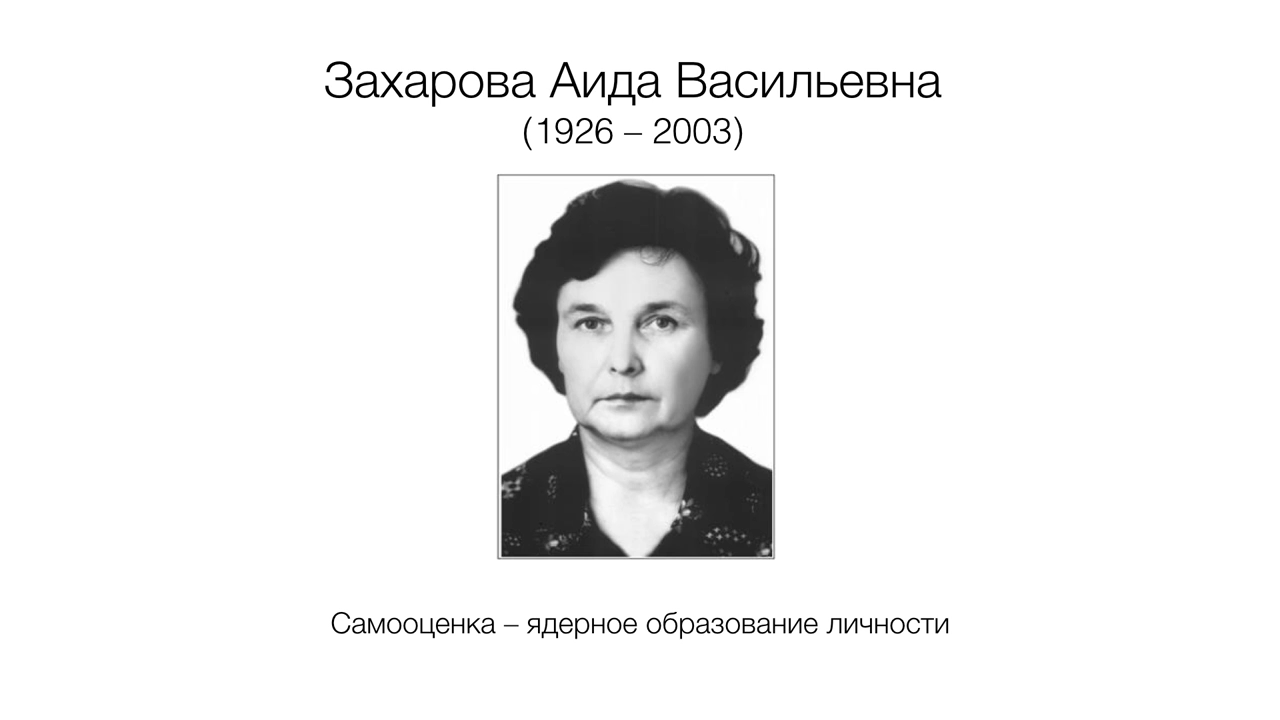 Захарова Аида Васильевна
(1926 – 2003)
Самооценка – ядерное образование личности